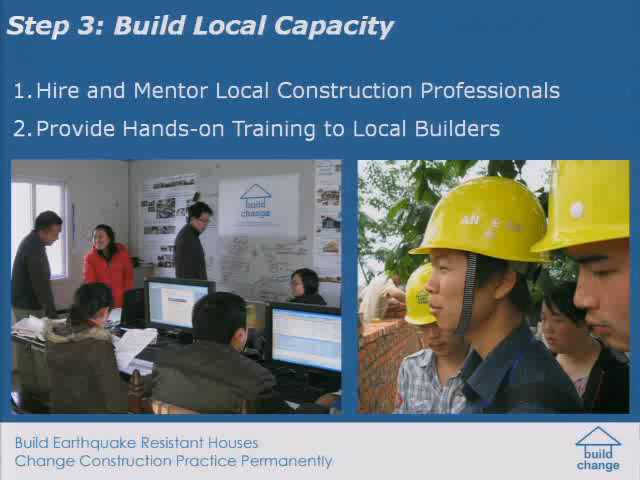 Step 3: Build Local Capacity
1. Hire and Mentor Local Construction Professionals
2. Provide Hands-on Training to Local Builders
build
change
AN
Build Earthquake Resistant Houses
Change Construction Practice Permanently
build
change